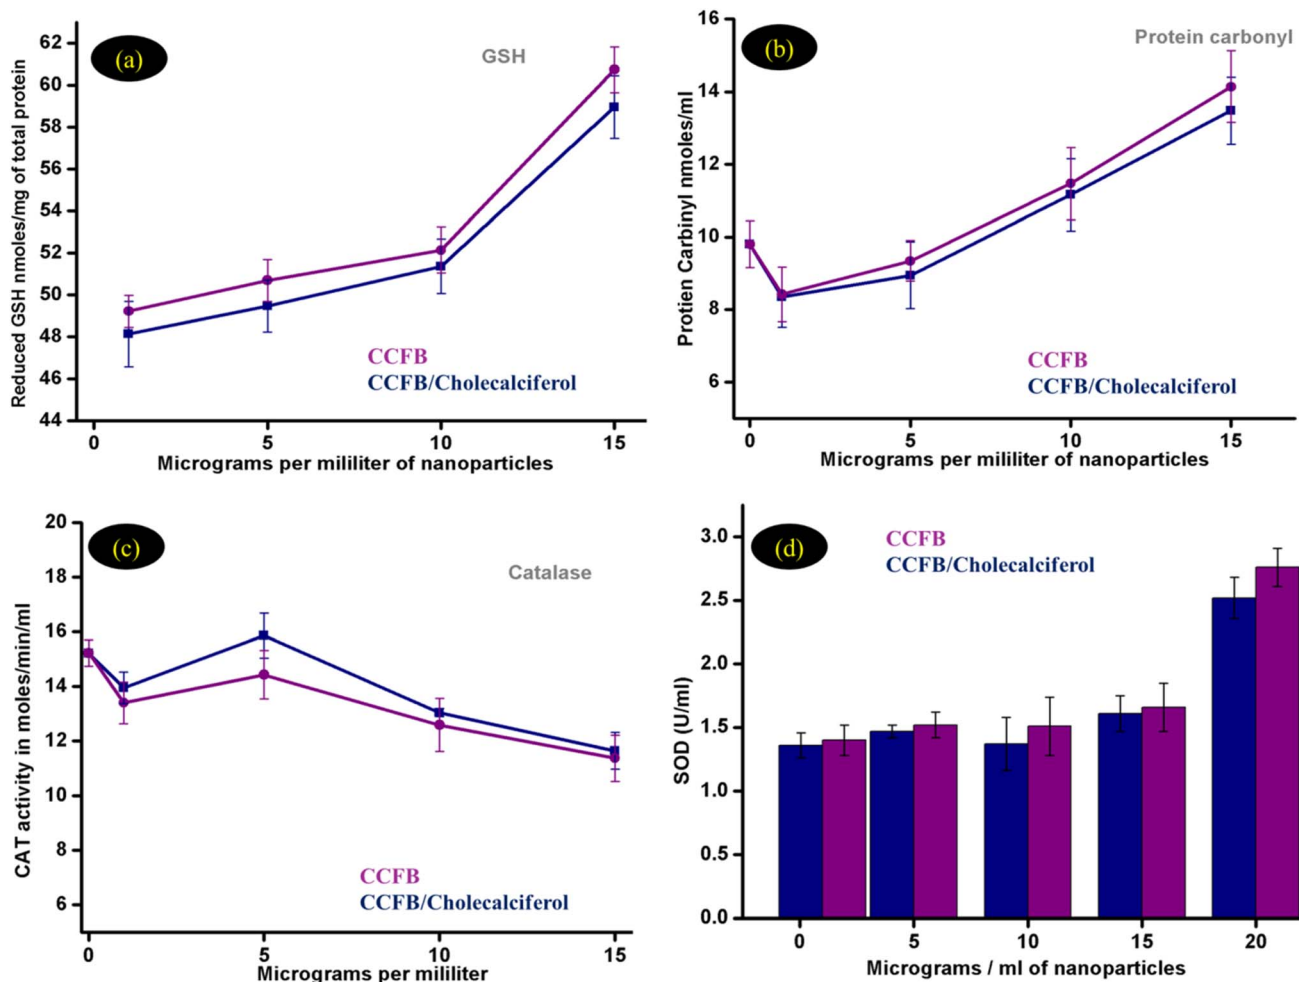 (a)
GSH
Reduced GSH nmoles/mg of total protein
62
60
58
56
54
52
50
48
46
44
CCFB
CCFB/Cholecalciferol
0 5 10 15
Micrograms per mililiter of nanoparticles
(b)
Protein carbonyl
Protien Carbinyl nmoles/ml
16
14
12
10
8
6
CCFB
CCFB/Cholecalciferol
0 5 10 15
Micrograms per mililiter of nanoparticles
(c)
Catalase
CAT activity in moles/min/ml
20
18
16
14
12
10
8
6
CCFB
CCFB/Cholecalciferol
0 5 10 15
Micrograms per mililiter
(d)
CCFB
CCFB/Cholecalciferol
SOD (U/ml)
3.0
2.5
2.0
1.5
1.0
0.5
0.0
0 5 10 15 20
Micrograms / ml of nanoparticles